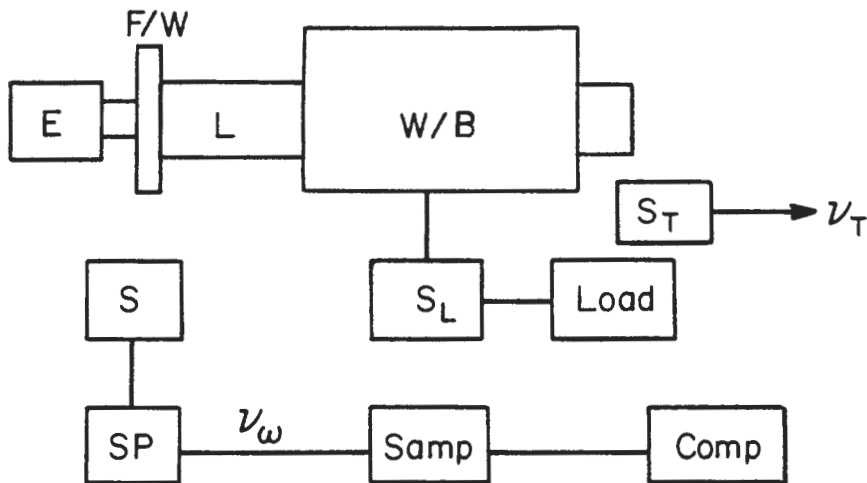 F/W
E
L
W/B
S_T
ν_T
S
S_L
Load
SP
ν_ω
Samp
Comp